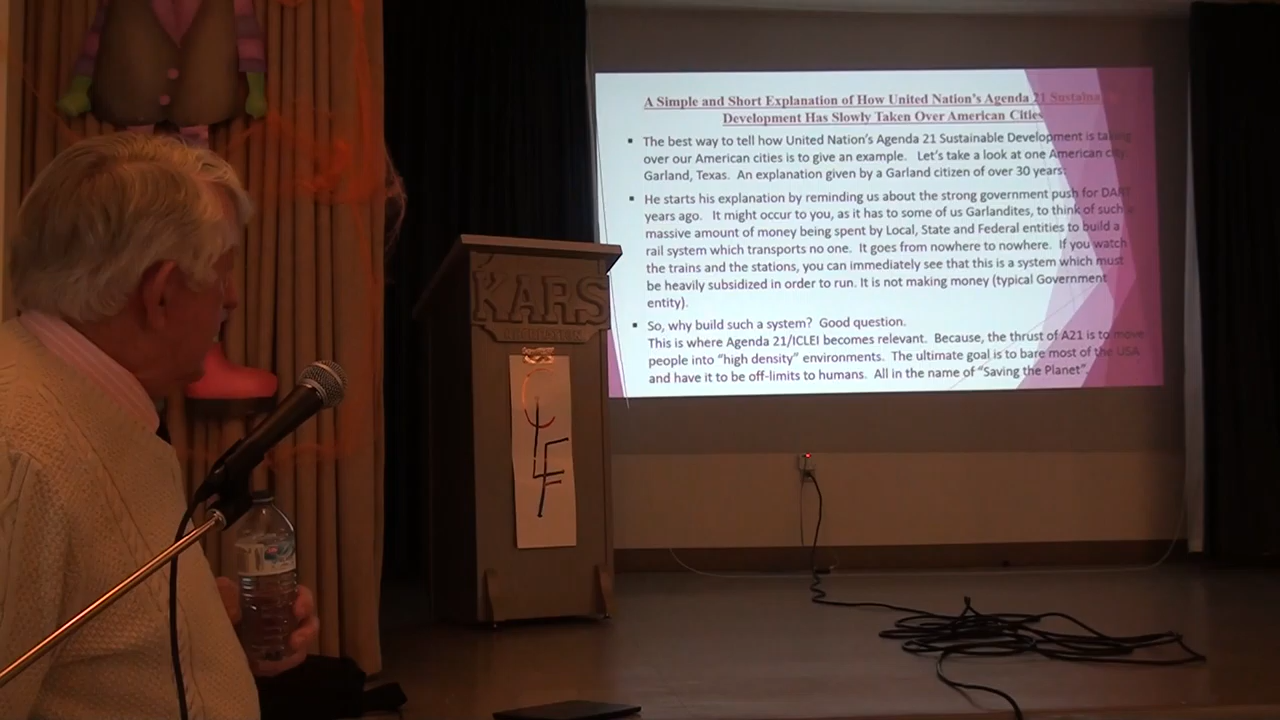 A Simple and Short Explanation of How United Nation's Agenda 21 Sustaina
Development Has Slowly Taken Over American Cities
▪ The best way to tell how United Nation's Agenda 21 Sustainable Development is taking
over our American cities is to give an example. Let's take a look at one American city
Garland, Texas. An explanation given by a Garland citizen of over 30 years:
▪ He starts his explanation by reminding us about the strong government push for DART
years ago. It might occur to you, as it has to some of us Garlandites, to think of such a
massive amount of money being spent by Local, State and Federal entities to build a
rail system which transports no one. It goes from nowhere to nowhere. If you watch
the trains and the stations, you can immediately see that this is a system which must
be heavily subsidized in order to run. It is not making money (typical Government
entity).
▪ So, why build such a system? Good question.
This is where Agenda 21/ICLEI becomes relevant. Because, the thrust of A21 is to move
people into "high density" environments. The ultimate goal is to bare most of the USA
and have it to be off-limits to humans. All in the name of "Saving the Planet".
KARS
CLEF